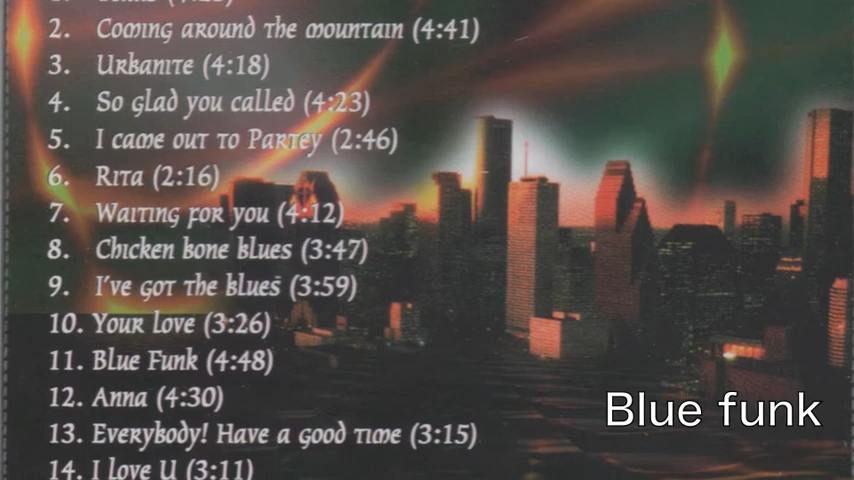 2. Coming around the mountain (4:41)
3. Urbanite (4:18)
4. So glad you called (4:23)
5. I came out to Partey (2:46)
6. Rita (2:16)
7. Waiting for you (4:12)
8. Chicken bone blues (3:47)
9. I've got the blues (3:59)
10. Your love (3:26)
11. Blue Funk (4:48)
12. Anna (4:30)
13. Everybody! Have a good time (3:15)
14. I love U (3:11)
Blue funk